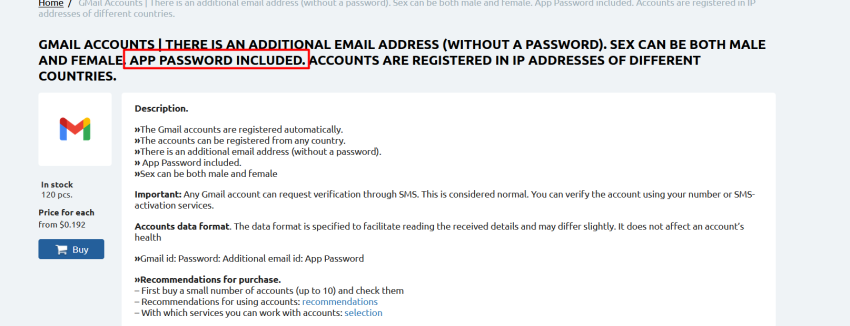 Home / GMail Accounts | There is an additional email address (without a password). Sex can be both male and female. App Password included. Accounts are registered in IP
addresses of different countries.
GMAIL ACCOUNTS | THERE IS AN ADDITIONAL EMAIL ADDRESS (WITHOUT A PASSWORD). SEX CAN BE BOTH MALE
AND FEMALE. APP PASSWORD INCLUDED. ACCOUNTS ARE REGISTERED IN IP ADDRESSES OF DIFFERENT
COUNTRIES.
In stock
120 pcs.
Price for each
from $0.192
Buy
Description.
»The Gmail accounts are registered automatically.
»The accounts can be registered from any country.
»There is an additional email address (without a password).
» App Password included.
»Sex can be both male and female
Important: Any Gmail account can request verification through SMS. This is considered normal. You can verify the account using your number or SMS-
activation services.
Accounts data format. The data format is specified to facilitate reading the received details and may differ slightly. It does not affect an account's
health
»Gmail id: Password: Additional email id: App Password
»Recommendations for purchase.
– First buy a small number of accounts (up to 10) and check them
– Recommendations for using accounts: recommendations
– With which services you can work with accounts: selection